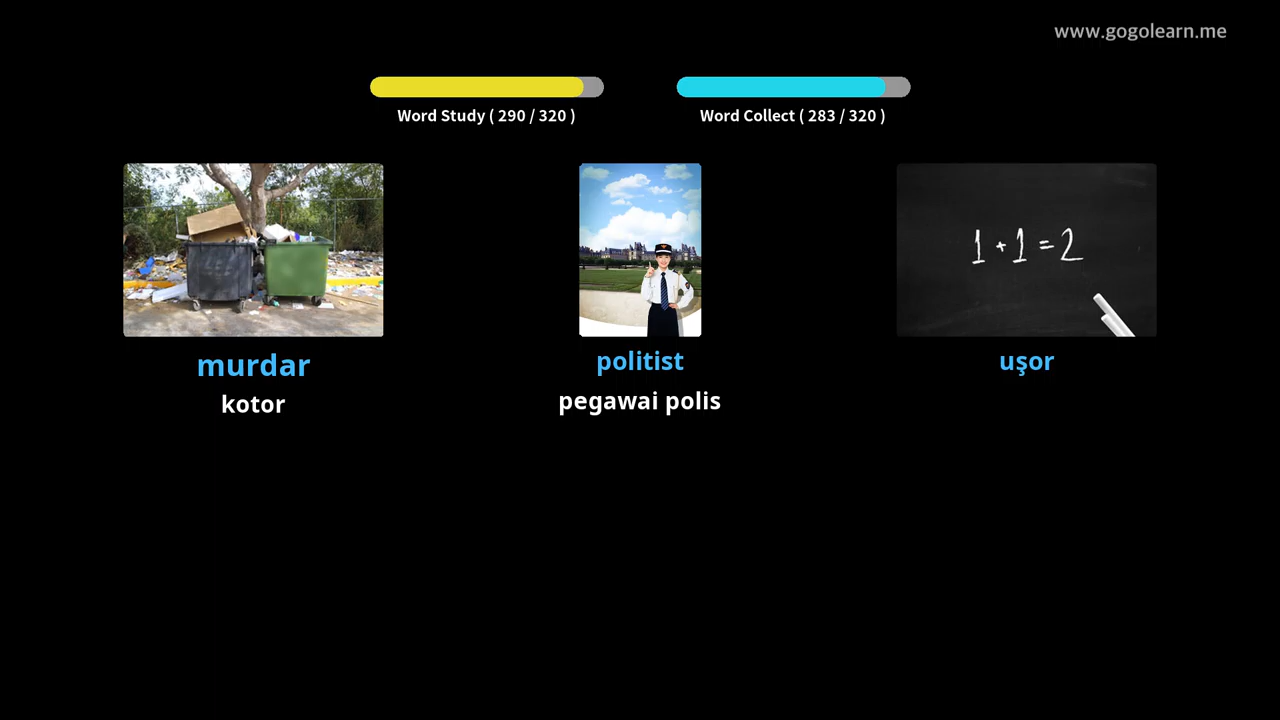 www.gogolearn.me
Word Study ( 290 / 320 )
Word Collect ( 283 / 320 )
1 + 1 = 2
murdar
politist
uşor
kotor
pegawai polis